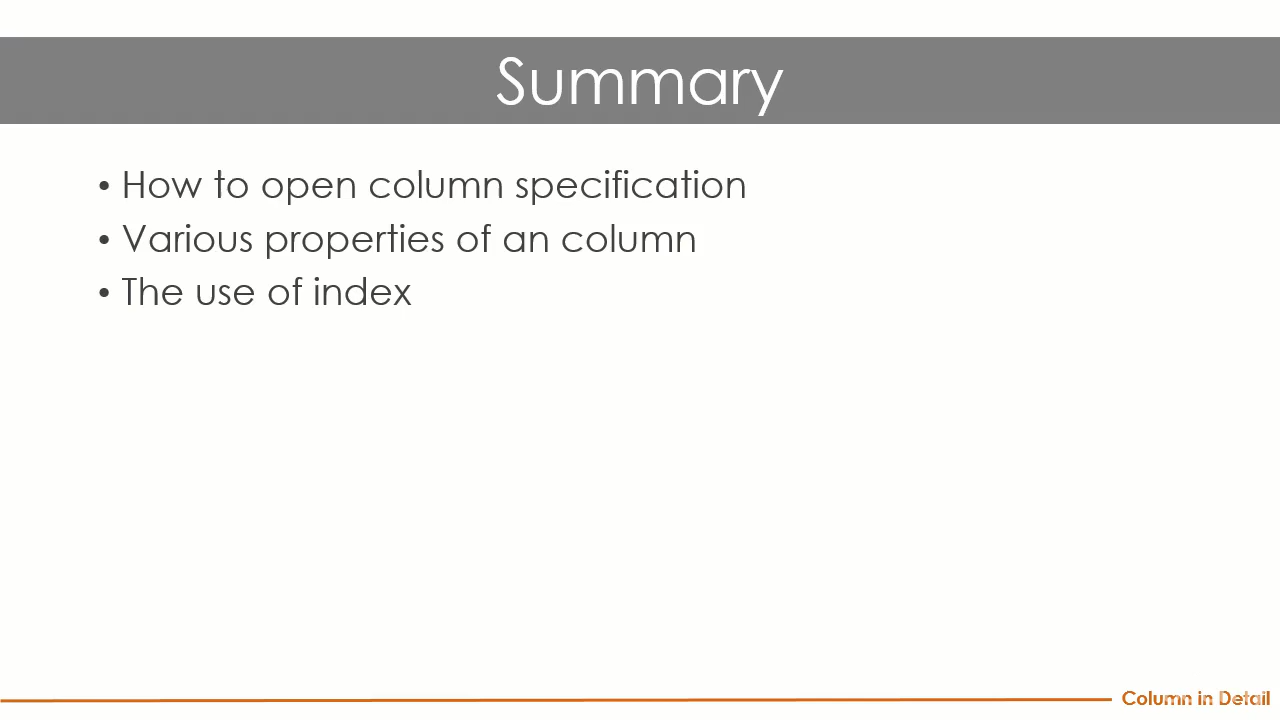 Summary
• How to open column specification
• Various properties of an column
• The use of index
Column in Detail